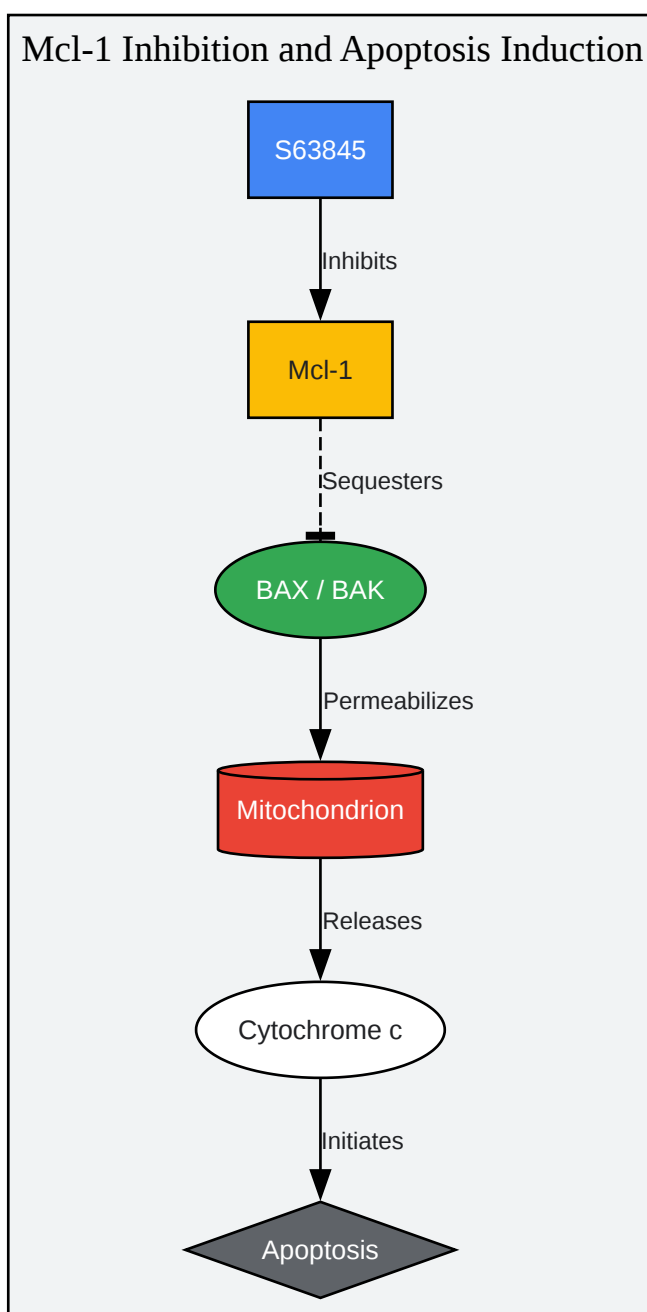 Mcl-1 Inhibition and Apoptosis Induction
S63845
Inhibits
Mcl-1
Sequesters
BAX / BAK
Permeabilizes
Mitochondrion
Releases
Cytochrome c
Initiates
Apoptosis